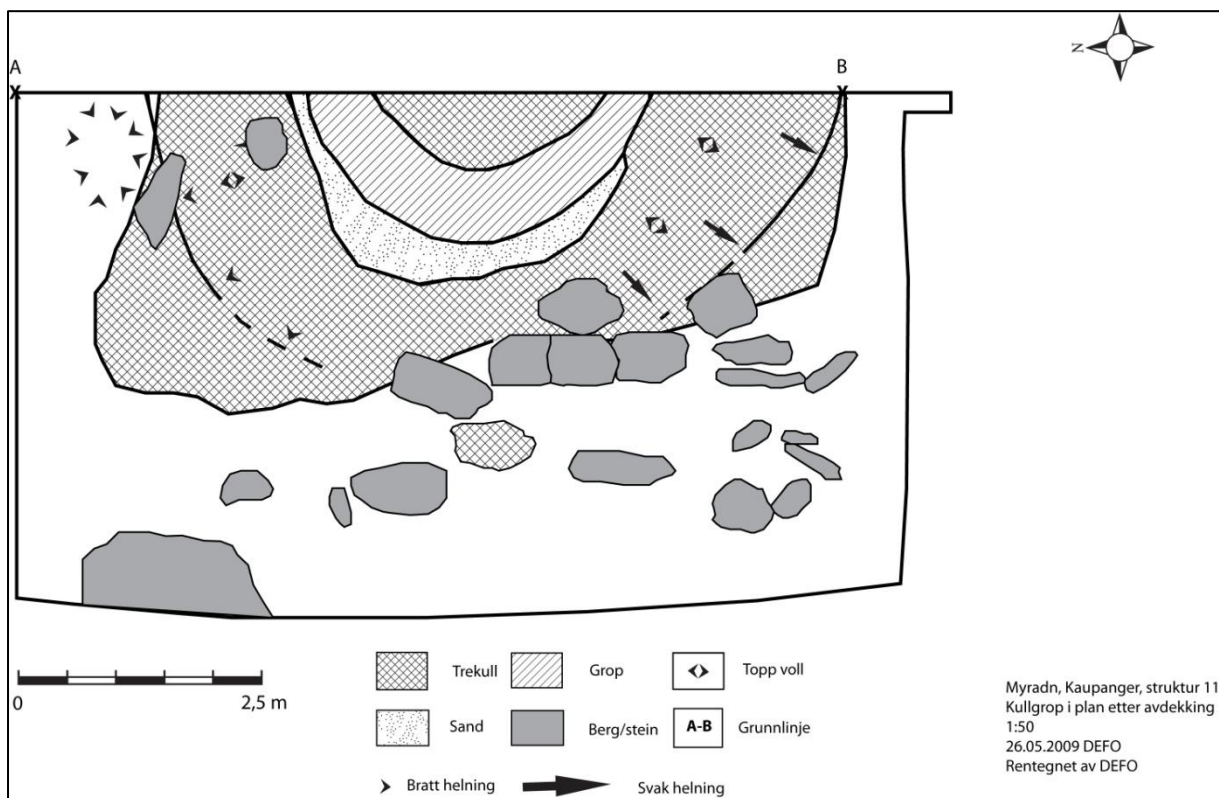 N
A B
0 2,5 m
Trekull Grop Topp voll
Sand Berg/stein A-B Grunnlinje
Bratt helning Svak helning
Myradn, Kaupanger, struktur 11
Kullgrop i plan etter avdekking
1:50
26.05.2009 DEFO
Rentegnet av DEFO